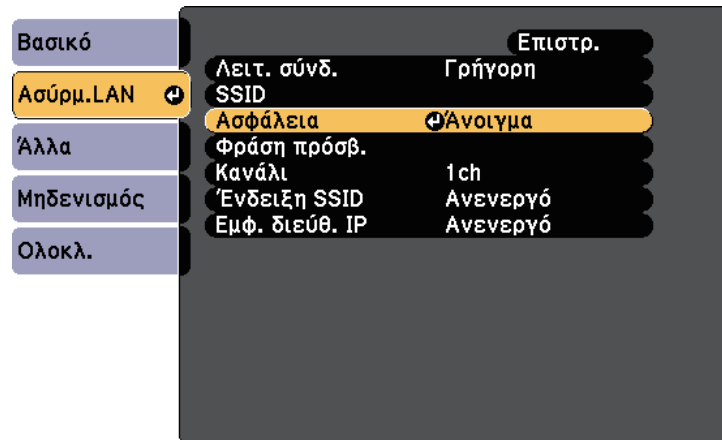 Βασικό
Ασύρμ.LAN
Άλλα
Μηδενισμός
Ολοκλ.
Επιστρ.
Λειτ. σύνδ. Γρήγορη
SSID
Ασφάλεια Άνοιγμα
Φράση πρόσβ.
Κανάλι 1ch
Ένδειξη SSID Ανενεργό
Εμφ. διεύθ. IP Ανενεργό